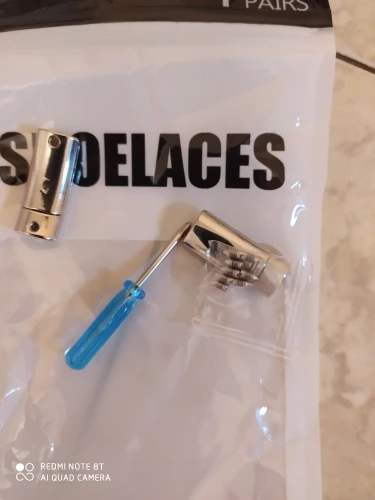 PAIRS
SHOELACES
REDMI NOTE 8T
AI QUAD CAMERA